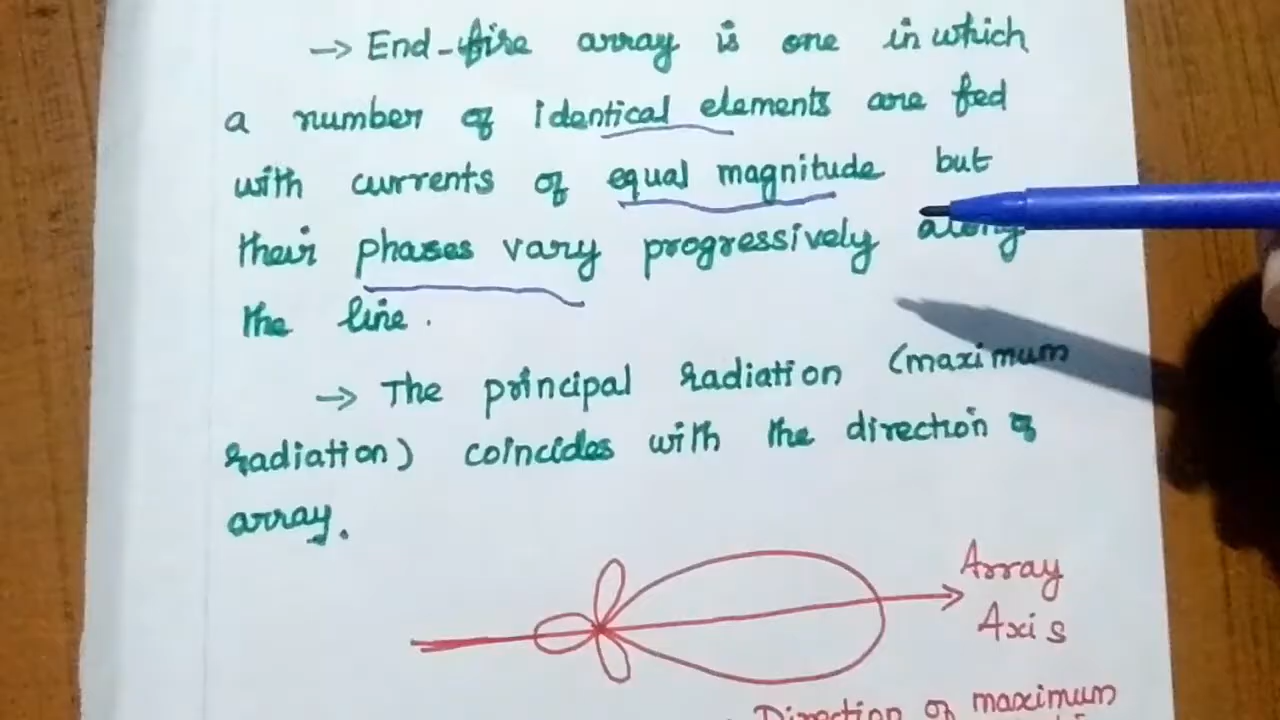 → End-fire array is one in which
a number of identical elements are fed
with currents of equal magnitude but
their phases vary progressively along
the line.
→ The principal radiation (maximum
radiation) coincides with the direction of
array.
Array
Axis
Direction of maximum